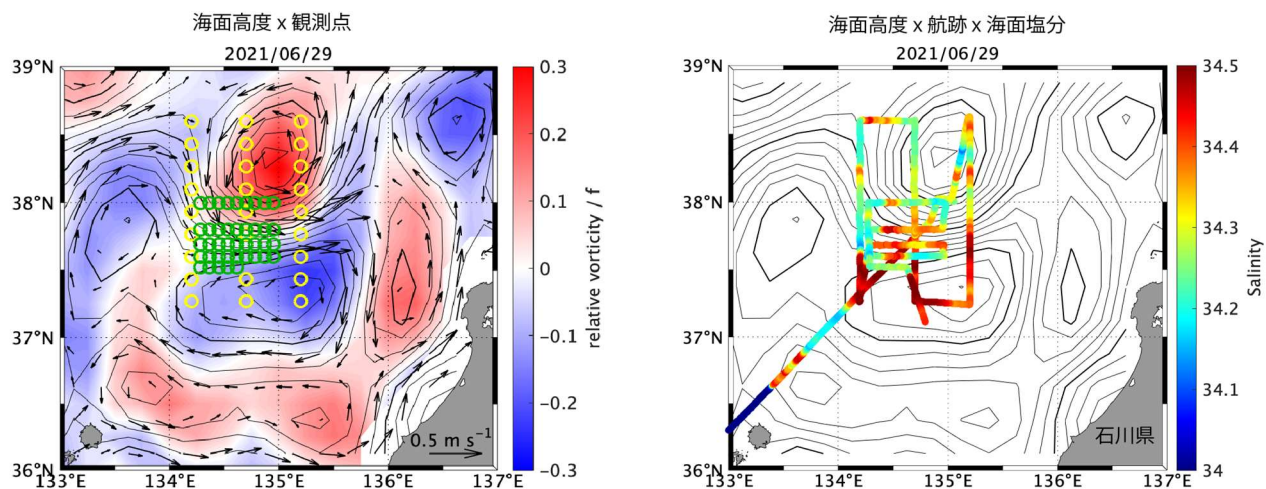 海面高度 x 観測点
2021/06/29
39°N
38°N
37°N
36°N
133°E
134°E
135°E
136°E
137°E
0.5 m s⁻¹
0.3
0.2
0.1
0
−0.1
−0.2
−0.3
relative vorticity / f
海面高度 x 航跡 x 海面塩分
2021/06/29
39°N
38°N
37°N
36°N
133°E
134°E
135°E
136°E
137°E
石川県
34.5
34.4
34.3
34.2
34.1
34
Salinity